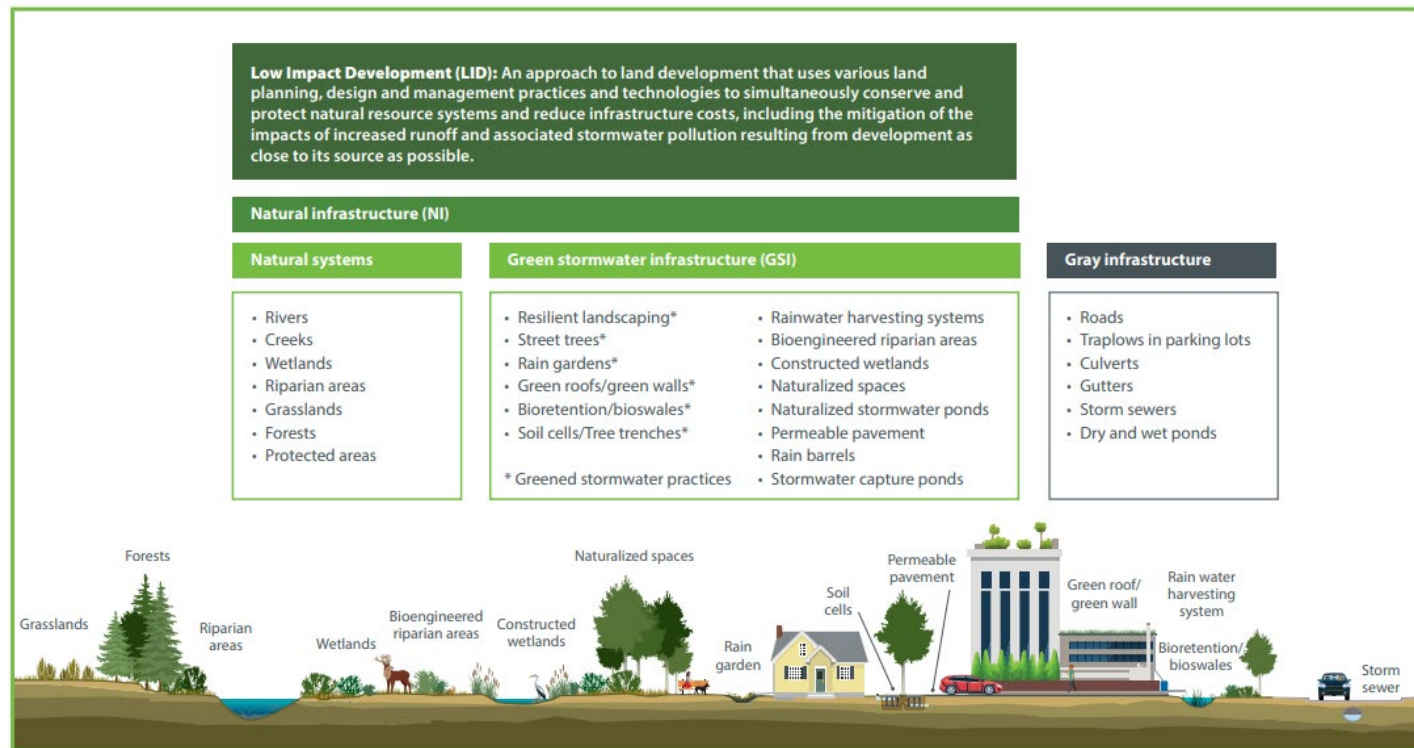 Low Impact Development (LID): An approach to land development that uses various land
planning, design and management practices and technologies to simultaneously conserve and
protect natural resource systems and reduce infrastructure costs, including the mitigation of the
impacts of increased runoff and associated stormwater pollution resulting from development as
close to its source as possible.
Natural infrastructure (NI)
Natural systems
• Rivers
• Creeks
• Wetlands
• Riparian areas
• Grasslands
• Forests
• Protected areas
Green stormwater infrastructure (GSI)
• Resilient landscaping*
• Street trees*
• Rain gardens*
• Green roofs/green walls*
• Bioretention/bioswales*
• Soil cells/Tree trenches*
* Greened stormwater practices
• Rainwater harvesting systems
• Bioengineered riparian areas
• Constructed wetlands
• Naturalized spaces
• Naturalized stormwater ponds
• Permeable pavement
• Rain barrels
• Stormwater capture ponds
Gray infrastructure
• Roads
• Traplows in parking lots
• Culverts
• Gutters
• Storm sewers
• Dry and wet ponds
Grasslands
Forests
Riparian
areas
Wetlands
Bioengineered
riparian areas
Constructed
wetlands
Naturalized spaces
Rain
garden
Soil
cells
Permeable
pavement
Green roof/
green wall
Rain water
harvesting
system
Bioretention/
bioswales
Storm
sewer